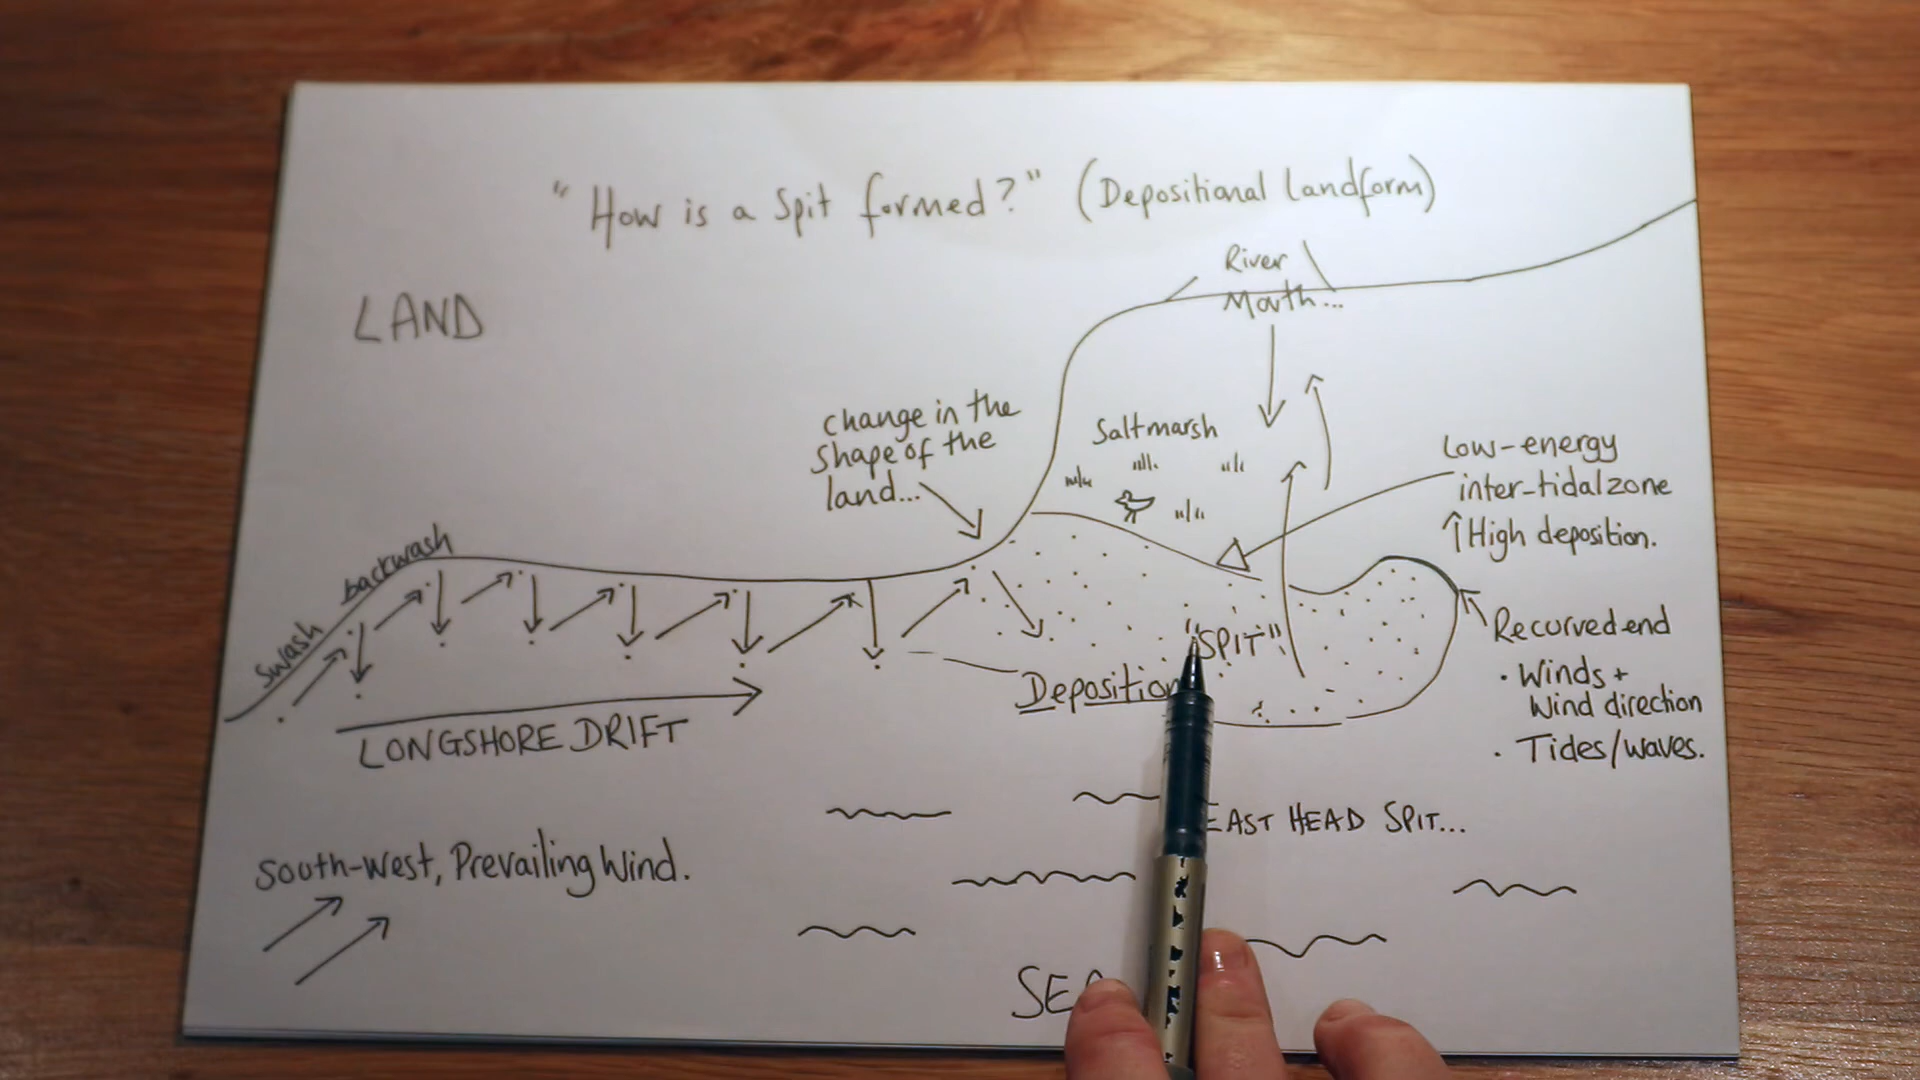 "How is a Spit formed?" (Depositional landform)
LAND
River
Mouth...
change in the
shape of the
land...
Saltmarsh
Low-energy
inter-tidal zone
↑High deposition.
backwash
swash
"SPIT"
Deposition
Recurved end
• Winds +
Wind direction
• Tides/waves.
LONGSHORE DRIFT
EAST HEAD SPIT...
South-west, Prevailing Wind.
SEA